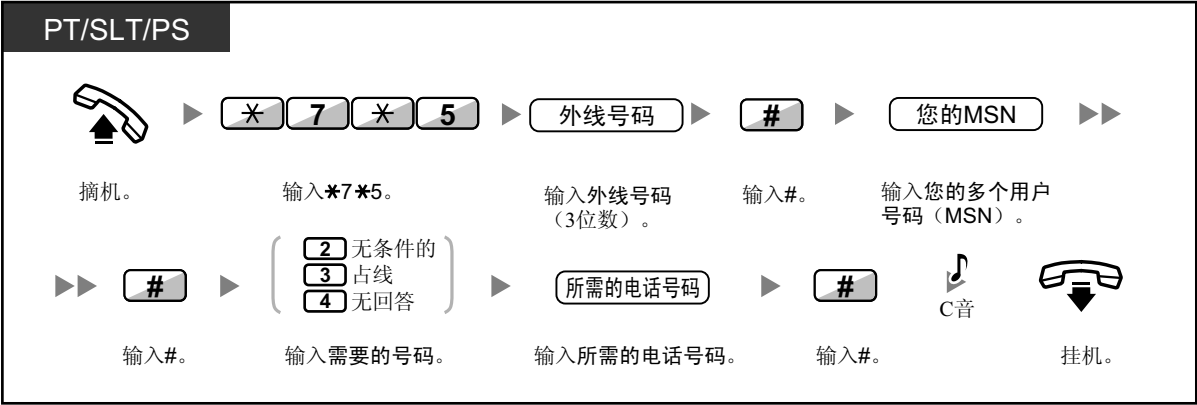 PT/SLT/PS
✳ 7 ✳ 5 外线号码 # 您的MSN
摘机。 输入✳7✳5。 输入外线号码 输入#。 输入您的多个用户
（3位数）。 号码（MSN）。
2 无条件的
3 占线
4 无回答
# 所需的电话号码 #
C音
输入#。 输入需要的号码。 输入所需的电话号码。 输入#。 挂机。